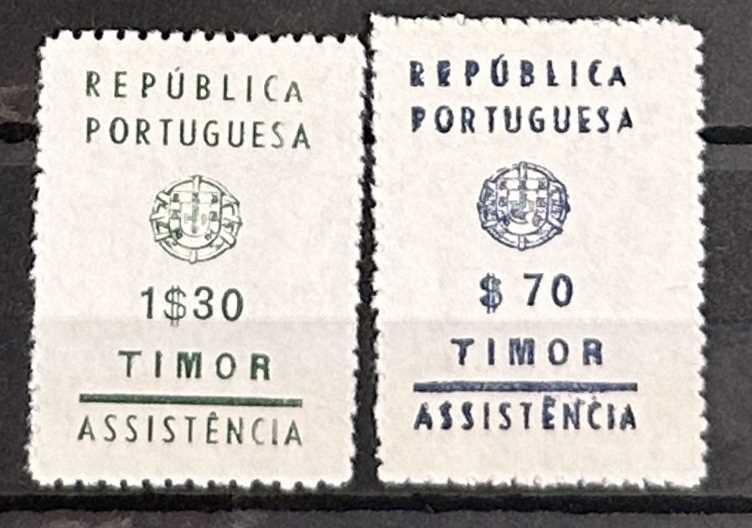 REPÚBLICA
PORTUGUESA
1$30
TIMOR
ASSISTÊNCIA
REPÚBLICA
PORTUGUESA
$70
TIMOR
ASSISTÊNCIA